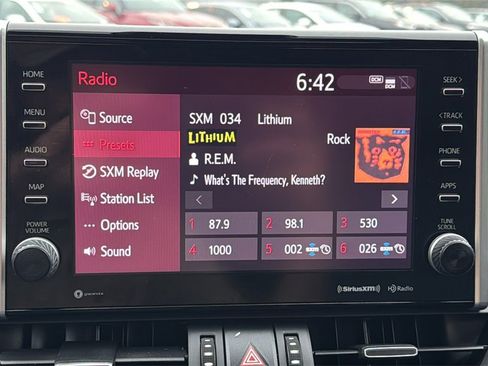 Radio
6:42
DCM
DCM
HOME
MENU
AUDIO
MAP
POWER
VOLUME
Source
Presets
SXM Replay
Station List
Options
Sound
SXM 034 Lithium
LITHIUM
Rock
R.E.M.
What's The Frequency, Kenneth?
<
>
1 87.9
2 98.1
3 530
4 1000
5 002
6 026
SEEK >
< TRACK
PHONE
APPS
TUNE
SCROLL
((SiriusXM))
HD Radio